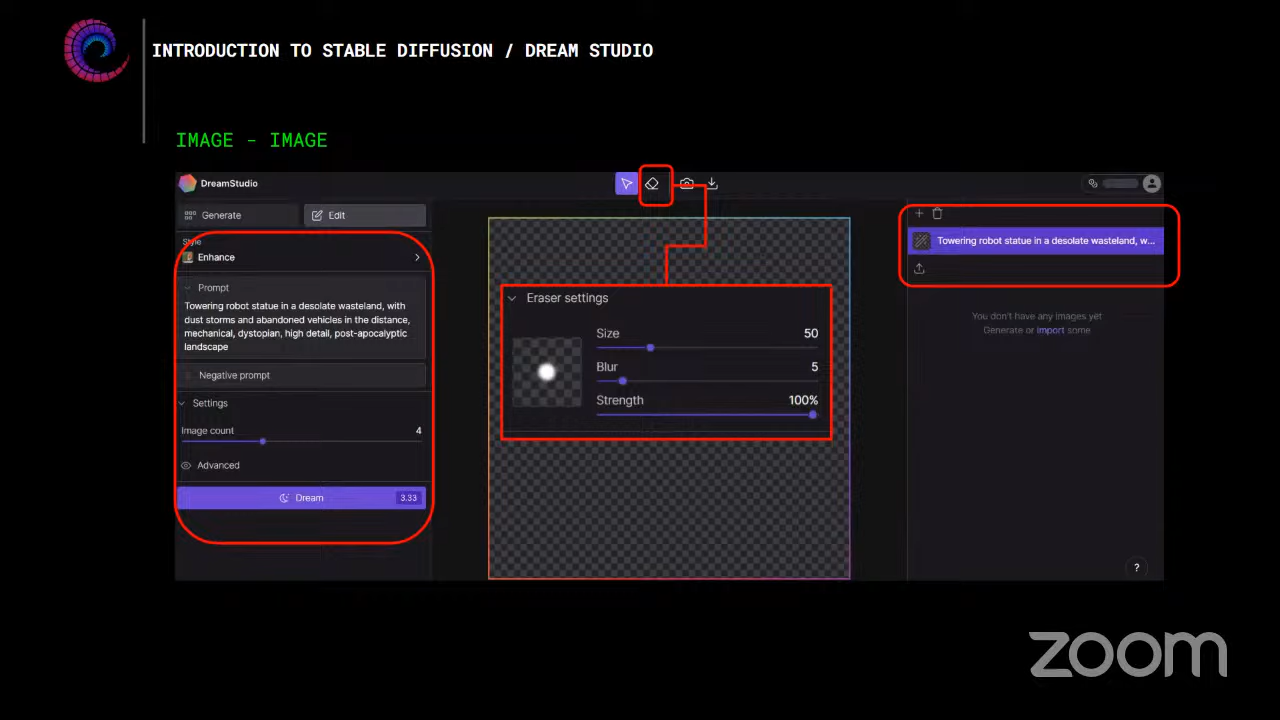 INTRODUCTION TO STABLE DIFFUSION / DREAM STUDIO
IMAGE - IMAGE
DreamStudio
Generate
Edit
Style
Enhance
Prompt
Towering robot statue in a desolate wasteland, with
dust storms and abandoned vehicles in the distance,
mechanical, dystopian, high detail, post-apocalyptic
landscape
Negative prompt
Settings
Image count 4
Advanced
Dream 3.33
Eraser settings
Size 50
Blur 5
Strength 100%
Towering robot statue in a desolate wasteland, w...
You don't have any images yet
Generate or import some
?
zoom